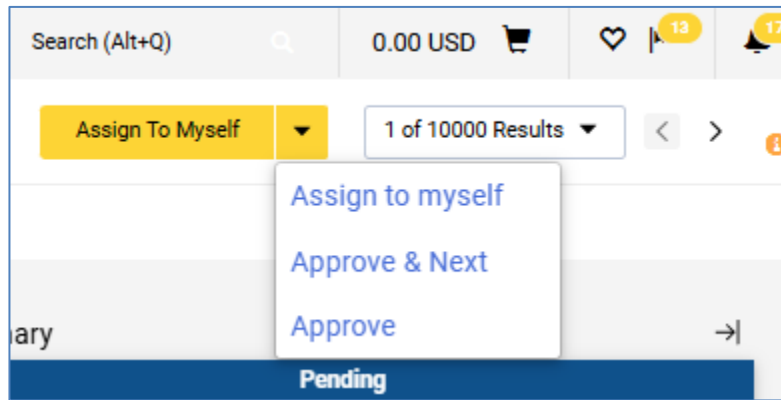 Search (Alt+Q) 0.00 USD 13 17
Assign To Myself 1 of 10000 Results
Assign to myself
Approve & Next
Approve
ary
Pending